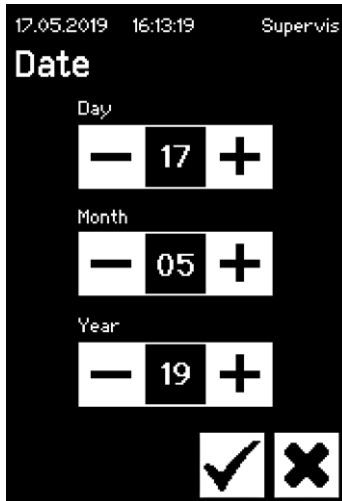 17.05.2019 16:13:19 Supervis
Date
Day
− 17 +
Month
− 05 +
Year
− 19 +